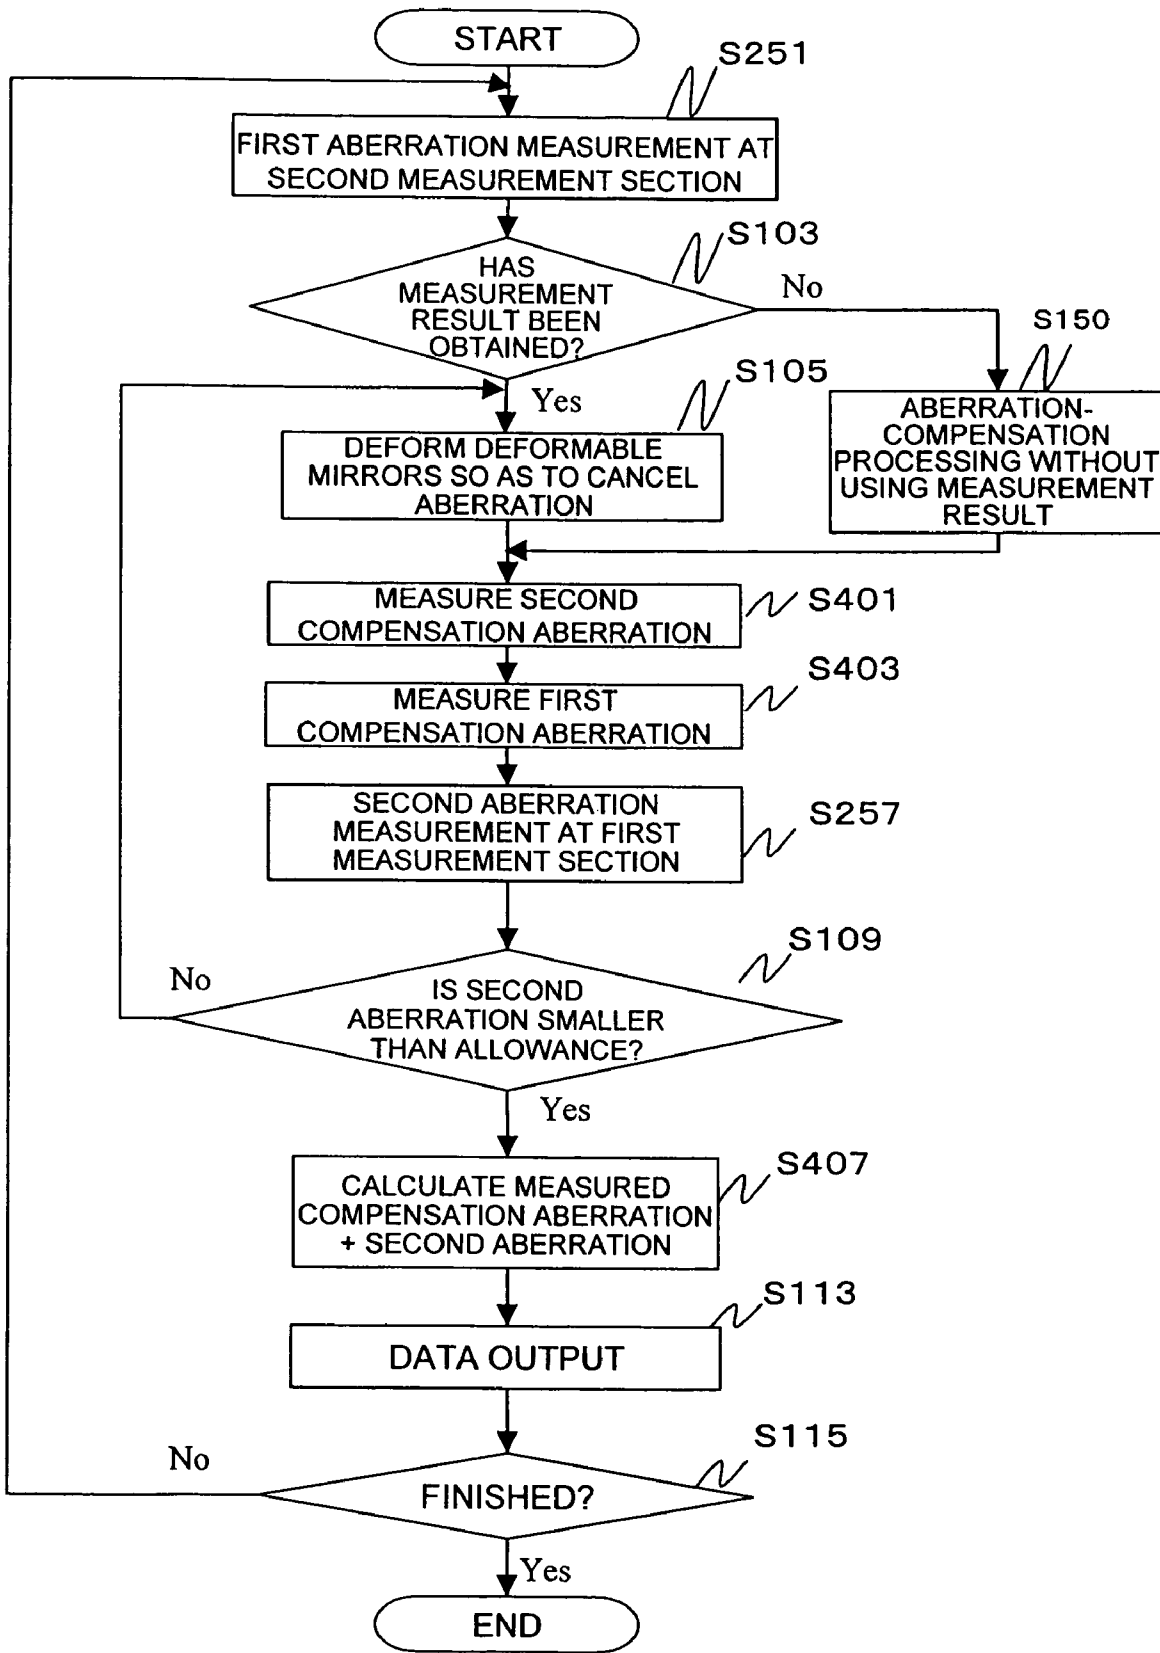 START
S251
FIRST ABERRATION MEASUREMENT AT
SECOND MEASUREMENT SECTION
S103
HAS
MEASUREMENT
RESULT BEEN
OBTAINED?
No
S150
Yes
S105
ABERRATION-
COMPENSATION
PROCESSING WITHOUT
USING MEASUREMENT
RESULT
DEFORM DEFORMABLE
MIRRORS SO AS TO CANCEL
ABERRATION
MEASURE SECOND
COMPENSATION ABERRATION
S401
MEASURE FIRST
COMPENSATION ABERRATION
S403
SECOND ABERRATION
MEASUREMENT AT FIRST
MEASUREMENT SECTION
S257
S109
No
IS SECOND
ABERRATION SMALLER
THAN ALLOWANCE?
Yes
S407
CALCULATE MEASURED
COMPENSATION ABERRATION
+ SECOND ABERRATION
S113
DATA OUTPUT
S115
No
FINISHED?
Yes
END